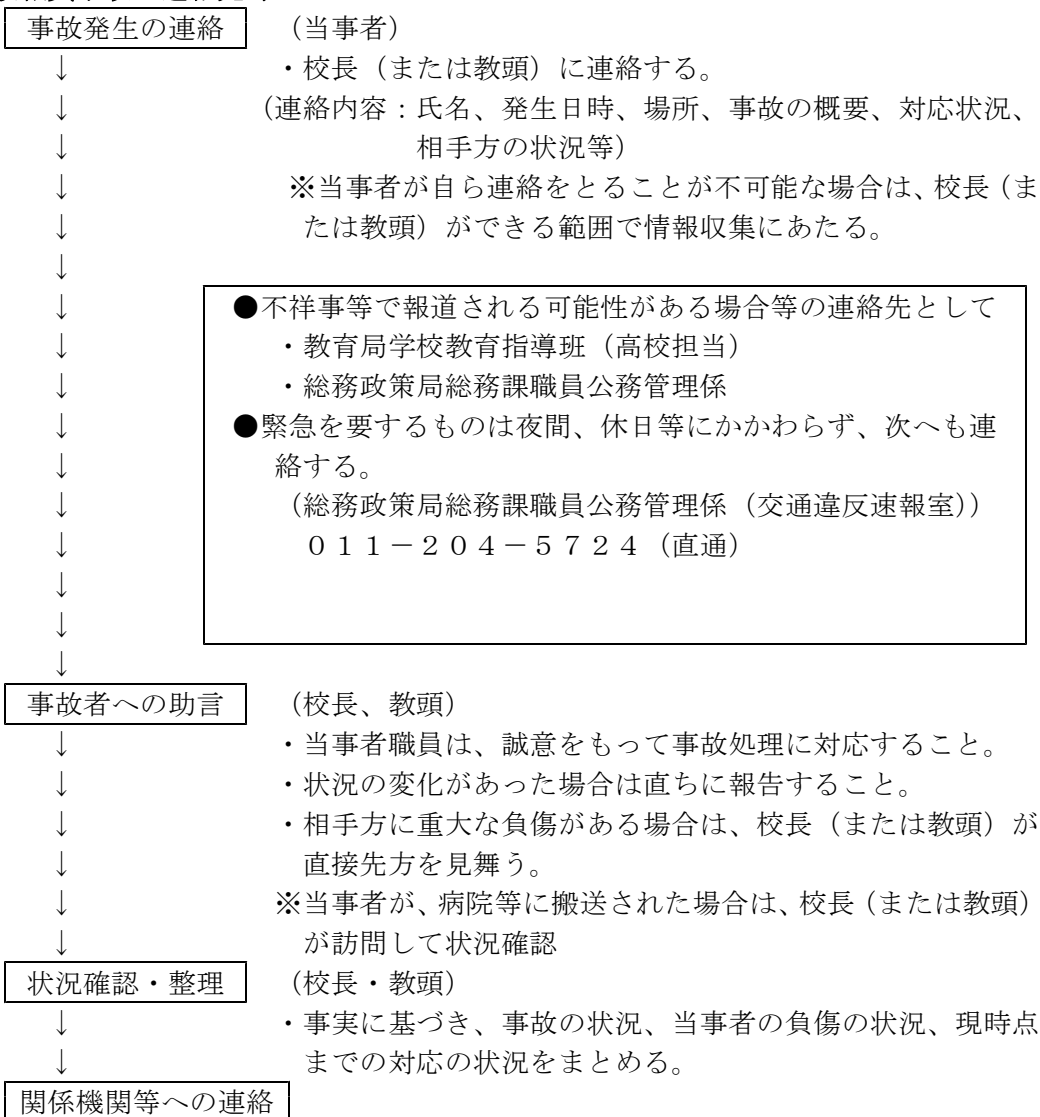 事故発生の連絡 （当事者）
↓ ・校長（または教頭）に連絡する。
↓ （連絡内容：氏名、発生日時、場所、事故の概要、対応状況、
↓ 相手方の状況等）
↓ ※当事者が自ら連絡をとることが不可能な場合は、校長（ま
↓ たは教頭）ができる範囲で情報収集にあたる。
↓
↓ ●不祥事等で報道される可能性がある場合等の連絡先として
↓ ・教育局学校教育指導班（高校担当）
↓ ・総務政策局総務課職員公務管理係
↓ ●緊急を要するものは夜間、休日等にかかわらず、次へも連
↓ 絡する。
↓ （総務政策局総務課職員公務管理係（交通違反速報室））
↓ ０１１－２０４－５７２４（直通）
↓
↓
↓
事故者への助言 （校長、教頭）
↓ ・当事者職員は、誠意をもって事故処理に対応すること。
↓ ・状況の変化があった場合は直ちに報告すること。
↓ ・相手方に重大な負傷がある場合は、校長（または教頭）が
↓ 直接先方を見舞う。
↓ ※当事者が、病院等に搬送された場合は、校長（または教頭）
↓ が訪問して状況確認
状況確認・整理 （校長・教頭）
↓ ・事実に基づき、事故の状況、当事者の負傷の状況、現時点
↓ までの対応の状況をまとめる。
関係機関等への連絡